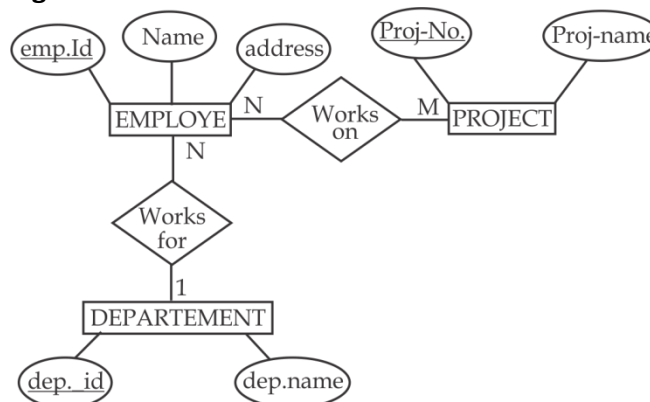 emp.Id
Name
address
Proj-No.
Proj-name
EMPLOYE
N
Works
on
M
PROJECT
N
Works
for
1
DEPARTEMENT
dep._id
dep.name